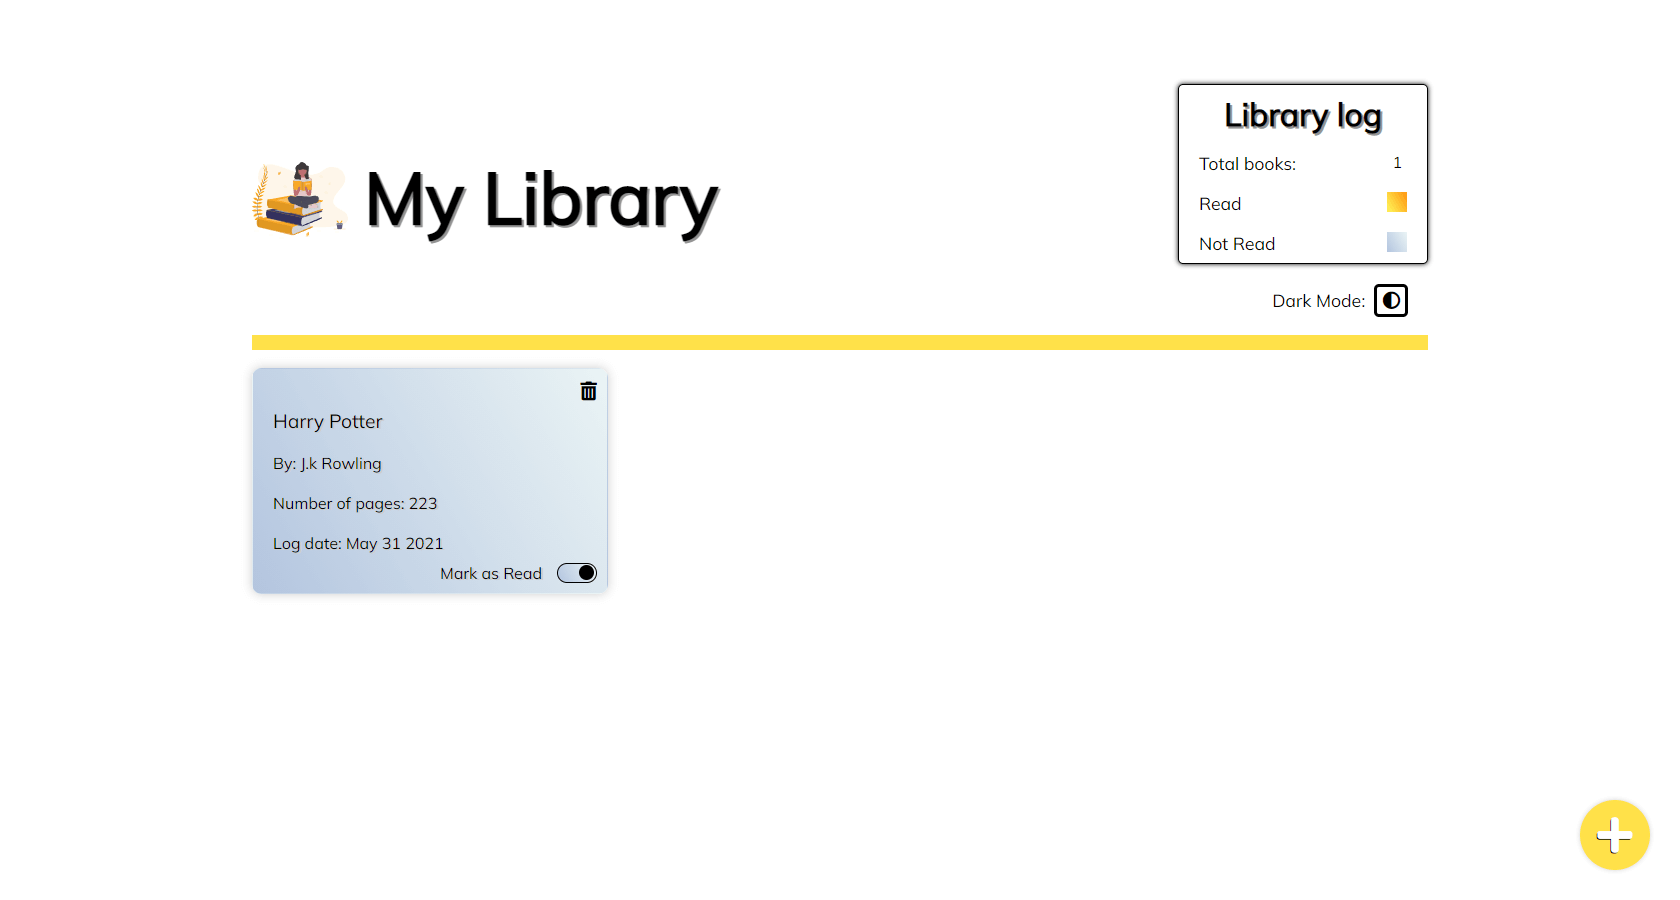 My Library
Library log
Total books: 1
Read
Not Read
Dark Mode:
Harry Potter
By: J.k Rowling
Number of pages: 223
Log date: May 31 2021
Mark as Read